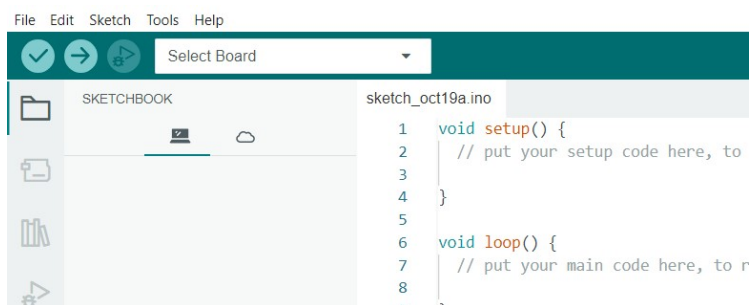 File Edit Sketch Tools Help
Select Board
SKETCHBOOK
sketch_oct19a.ino
1 void setup() {
2 // put your setup code here, to
3
4 }
5
6 void loop() {
7 // put your main code here, to r
8